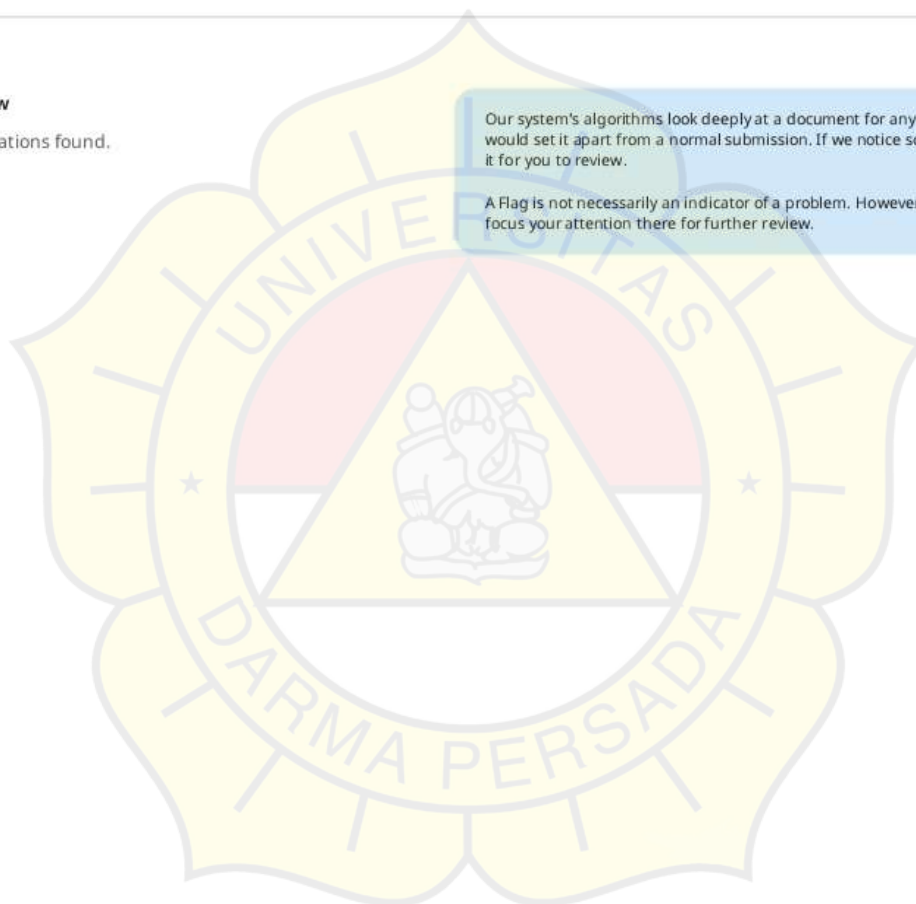 w
ations found.
Our system's algorithms look deeply at a document for any
would set it apart from a normal submission. If we notice so
it for you to review.
A Flag is not necessarily an indicator of a problem. However
focus your attention there for further review.
UNIVERSITAS
DARMA PERSADA